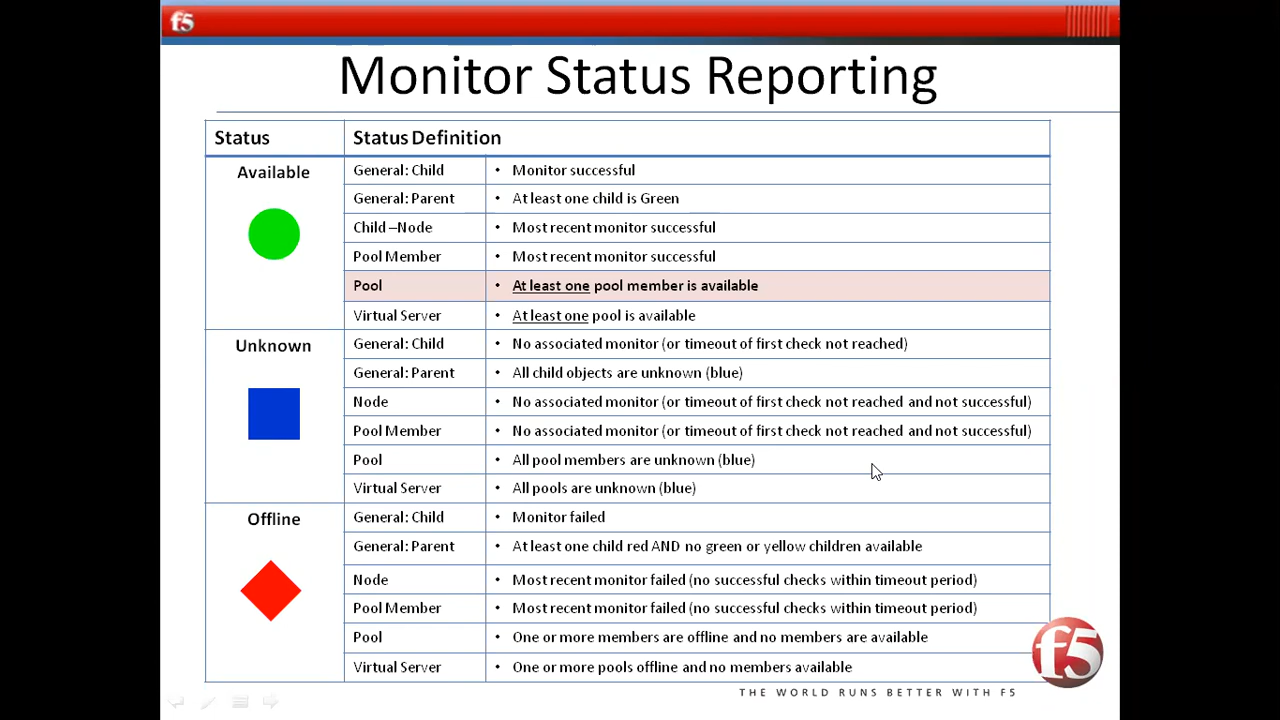 f5
Monitor Status Reporting
Status Status Definition
Available General: Child • Monitor successful
General: Parent • At least one child is Green
Child –Node • Most recent monitor successful
Pool Member • Most recent monitor successful
Pool • At least one pool member is available
Virtual Server • At least one pool is available
Unknown General: Child • No associated monitor (or timeout of first check not reached)
General: Parent • All child objects are unknown (blue)
Node • No associated monitor (or timeout of first check not reached and not successful)
Pool Member • No associated monitor (or timeout of first check not reached and not successful)
Pool • All pool members are unknown (blue)
Virtual Server • All pools are unknown (blue)
Offline General: Child • Monitor failed
General: Parent • At least one child red AND no green or yellow children available
Node • Most recent monitor failed (no successful checks within timeout period)
Pool Member • Most recent monitor failed (no successful checks within timeout period)
Pool • One or more members are offline and no members are available
Virtual Server • One or more pools offline and no members available
f5
THE WORLD RUNS BETTER WITH F5